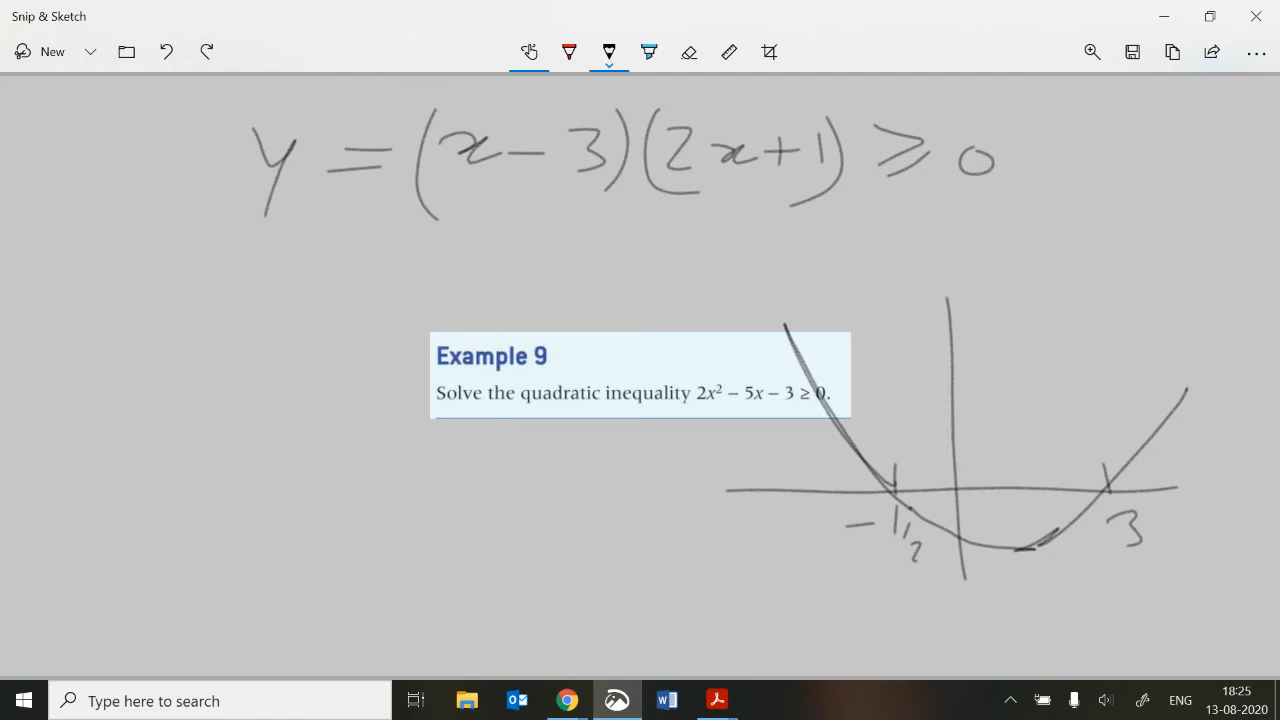 Snip & Sketch
New
y = (x - 3)(2x + 1) ≥ 0
Example 9
Solve the quadratic inequality 2x² – 5x – 3 ≥ 0.
- 1/2
3
Type here to search
ENG
18:25
13-08-2020